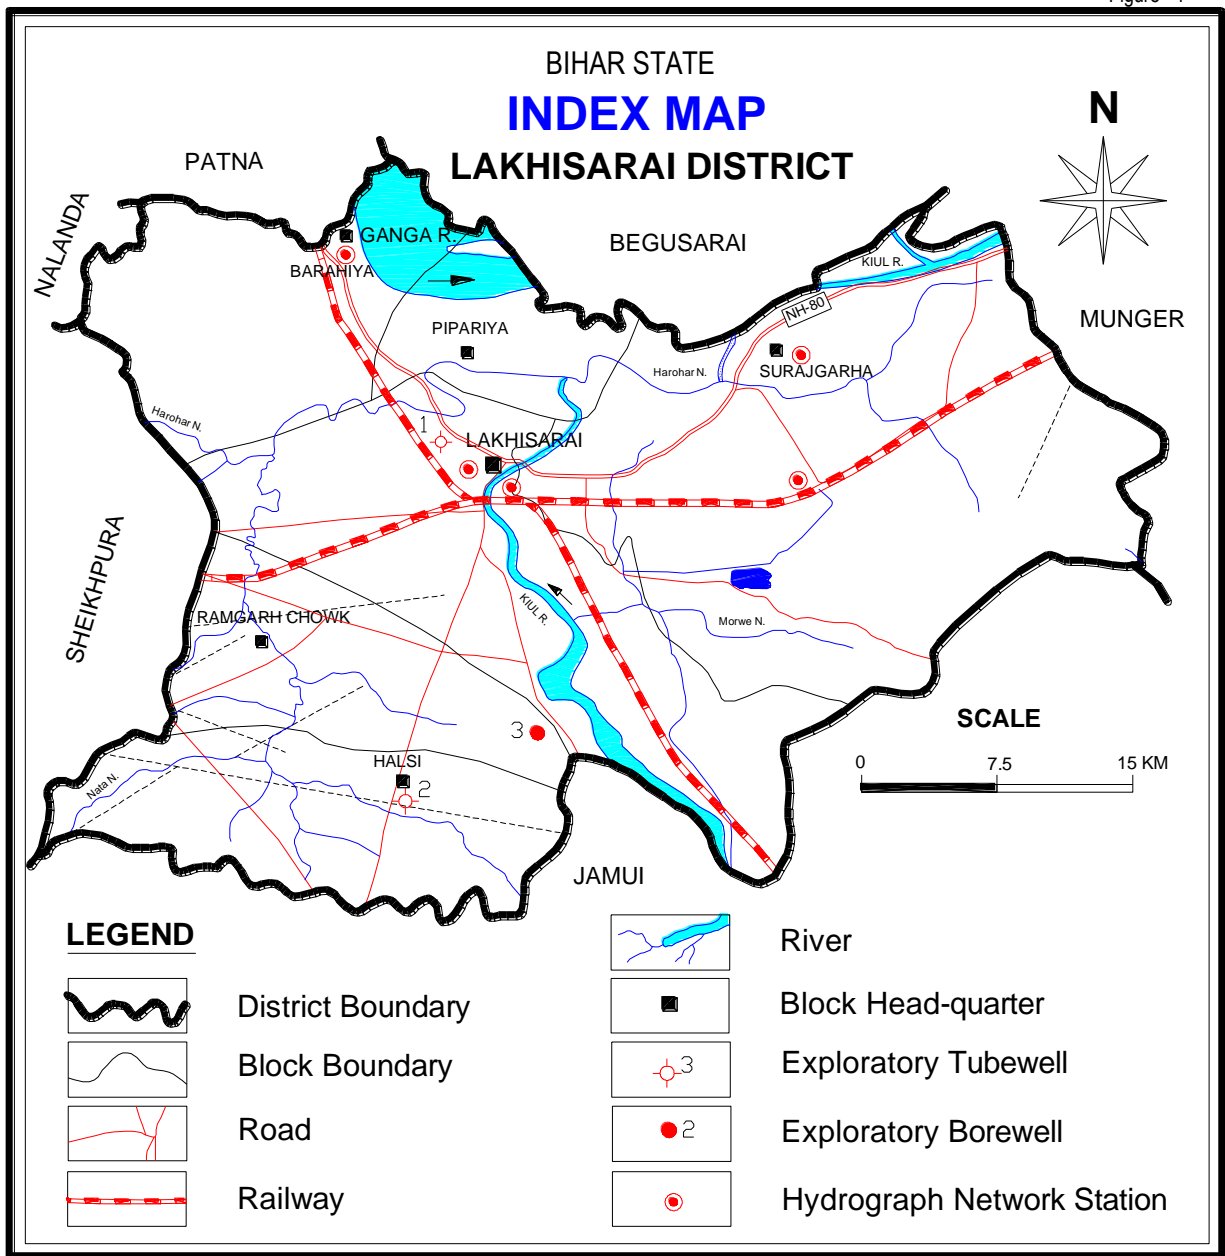 BIHAR STATE
INDEX MAP
LAKHISARAI DISTRICT
N
PATNA
NALANDA
BEGUSARAI
MUNGER
GANGA R.
BARAHIYA
KIUL R.
NH-80
PIPARIYA
SURAJGARHA
Harohar N.
Harohar N.
1
LAKHISARAI
SHEIKHPURA
KIUL R.
RAMGARH CHOWK
Morwe N.
3
SCALE
0 7.5 15 KM
HALSI
2
Nata N.
JAMUI
LEGEND
District Boundary
Block Boundary
Road
Railway
River
Block Head-quarter
3 Exploratory Tubewell
2 Exploratory Borewell
Hydrograph Network Station